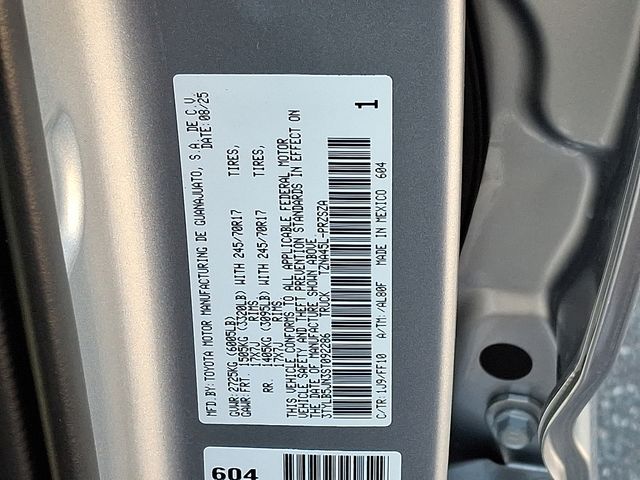 MFD.BY: TOYOTA MOTOR MANUFACTURING DE GUANAJUATO, S.A. DE C.V.
DATE: 08/25
GVWR: 2725KG (6005LB)
GAWR: FRT. 1505KG (3320LB) WITH 245/70R17 TIRES,
17X7J RIMS
RR. 1405KG (3095LB) WITH 245/70R17 TIRES,
17X7J RIMS
THIS VEHICLE CONFORMS TO ALL APPLICABLE FEDERAL MOTOR
VEHICLE SAFETY AND THEFT PREVENTION STANDARDS IN EFFECT ON
THE DATE OF MANUFACTURE SHOWN ABOVE.
3TYLB5JN3ST092206 TRUCK TZNA45L-PRZSZA
1
C/TR: 1J9/FF10 A/TM: /AL80F MADE IN MEXICO 604
604